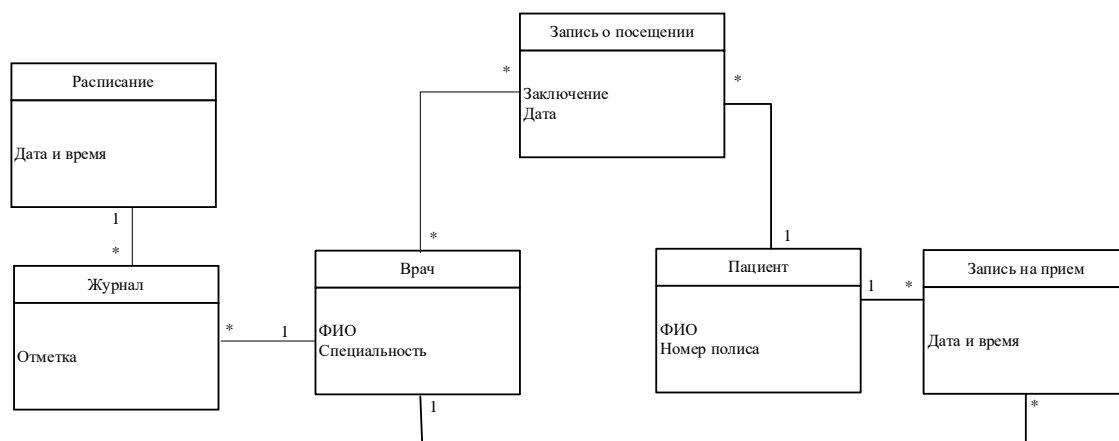 Запись о посещении
Заключение
Дата
*
*
Расписание
Дата и время
1
*
*
1
Журнал
Отметка
*
1
Врач
ФИО
Специальность
1
Пациент
ФИО
Номер полиса
1
*
Запись на прием
Дата и время
*